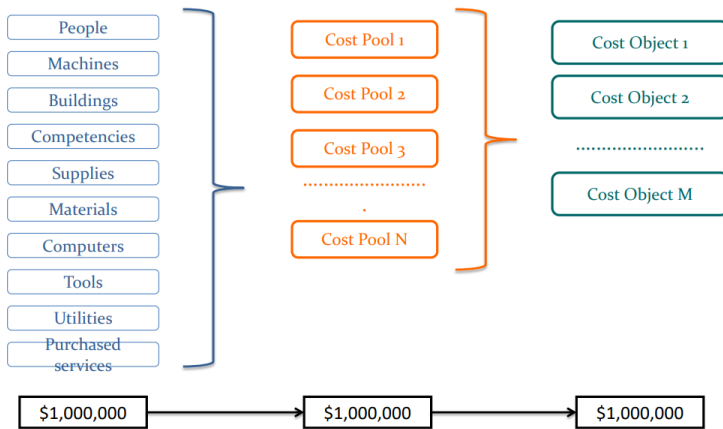 People
Machines
Buildings
Competencies
Supplies
Materials
Computers
Tools
Utilities
Purchased
services
Cost Pool 1
Cost Pool 2
Cost Pool 3
............................
.
Cost Pool N
Cost Object 1
Cost Object 2
..........................
Cost Object M
$1,000,000
$1,000,000
$1,000,000